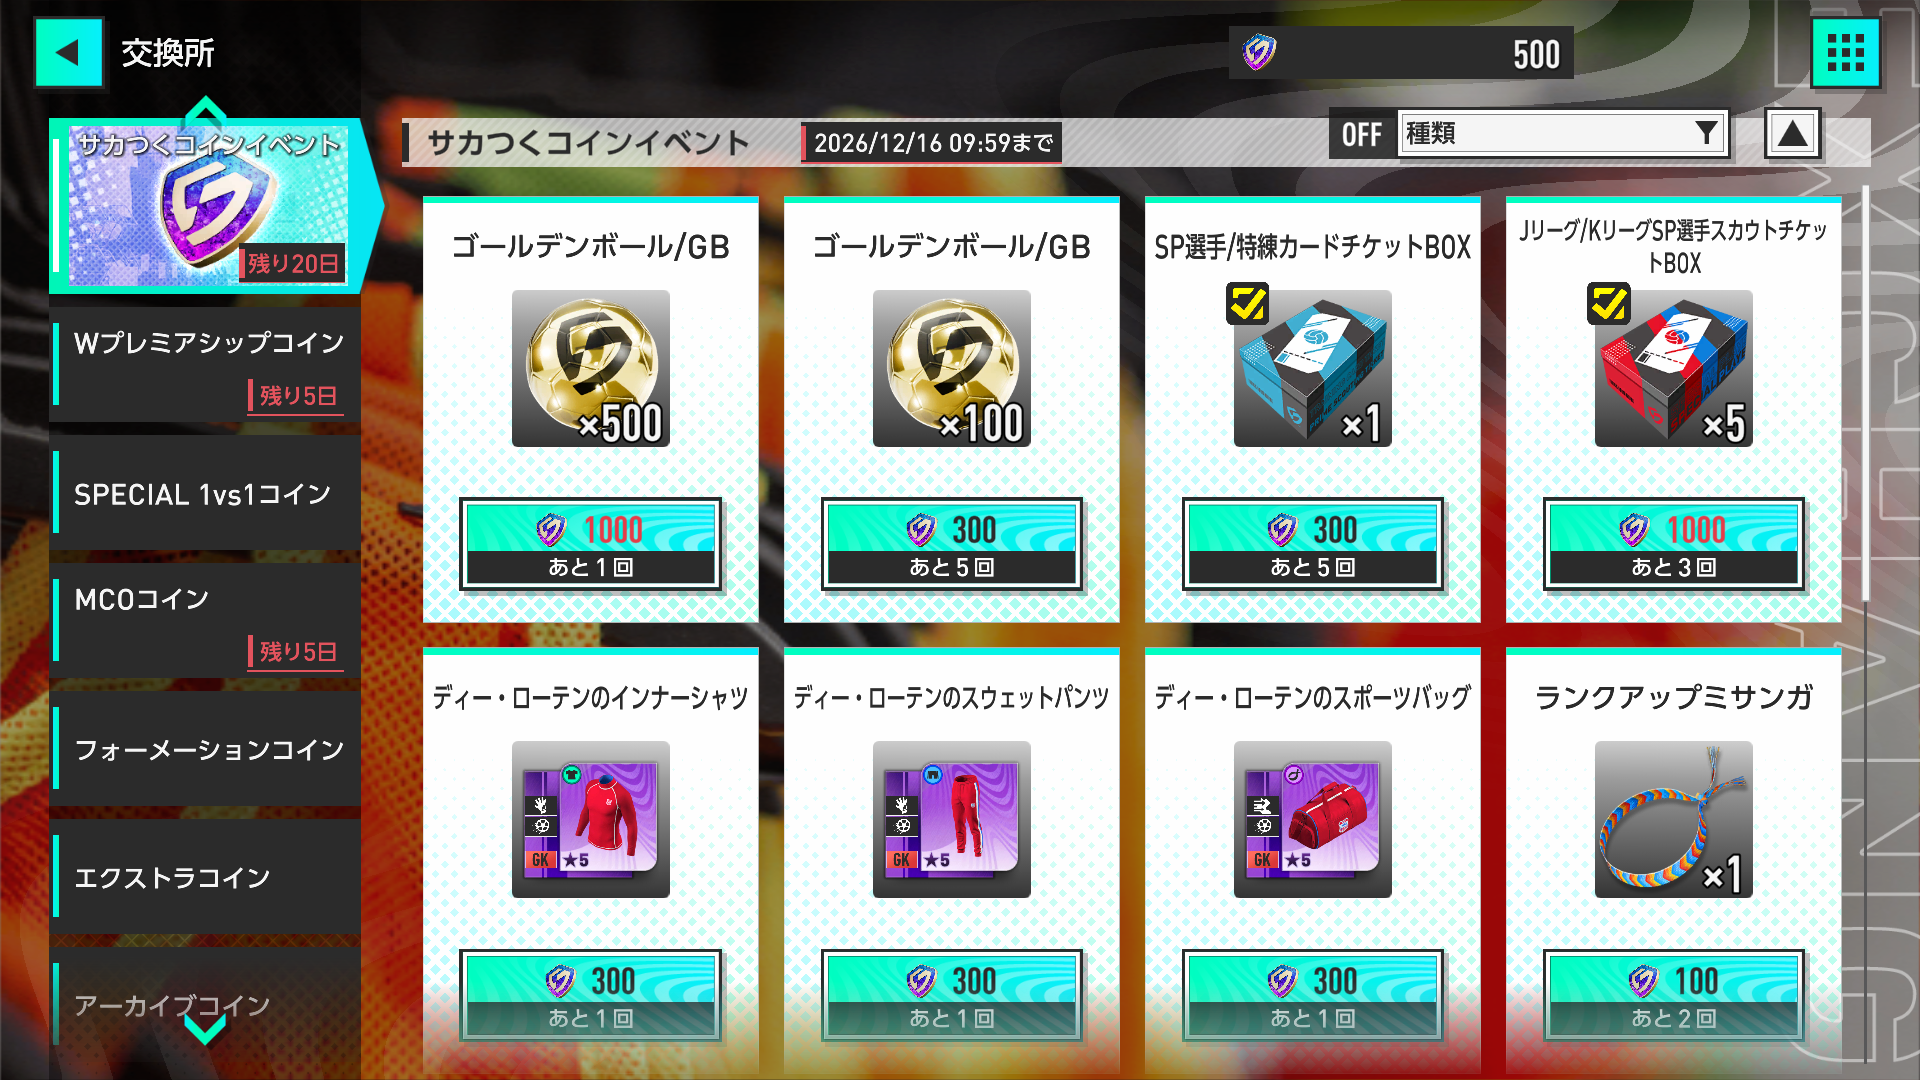 交換所
500
サカつくコインイベント
残り20日
Wプレミアシップコイン
残り5日
SPECIAL 1vs1コイン
MCOコイン
残り5日
フォーメーションコイン
エクストラコイン
アーカイブコイン
サカつくコインイベント
2026/12/16 09:59まで
OFF
種類
ゴールデンボール/GB
×500
1000
あと1回
ゴールデンボール/GB
×100
300
あと5回
SP選手/特練カードチケットBOX
×1
300
あと5回
Jリーグ/KリーグSP選手スカウトチケッ
トBOX
×5
1000
あと3回
ディー・ローテンのインナーシャツ
GK
★5
300
あと1回
ディー・ローテンのスウェットパンツ
GK
★5
300
あと1回
ディー・ローテンのスポーツバッグ
GK
★5
300
あと1回
ランクアップミサンガ
×1
100
あと2回